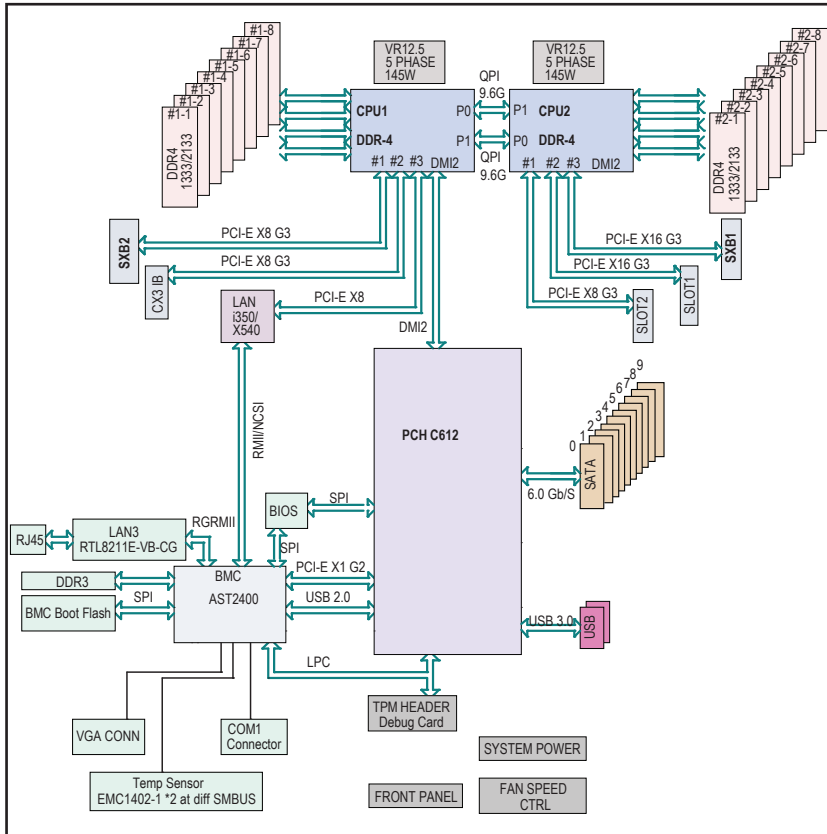 #1-8
#1-7
#1-6
#1-5
#1-4
#1-3
#1-2
#1-1
DDR4
1333/2133
VR12.5
5 PHASE
145W
QPI
9.6G
VR12.5
5 PHASE
145W
#2-8
#2-7
#2-6
#2-5
#2-4
#2-3
#2-2
#2-1
DDR4
1333/2133
CPU1
P0
DDR-4
P1
#1 #2 #3 DMI2
P1
CPU2
P0
DDR-4
#1 #2 #3 DMI2
QPI
9.6G
SXB2
PCI-E X8 G3
CX3 IB
PCI-E X8 G3
LAN
i350/
X540
PCI-E X8
DMI2
PCI-E X16 G3
SXB1
PCI-E X16 G3
SLOT1
PCI-E X8 G3
SLOT2
PCH C612
RMII/NCSI
0 1 2 3 4 5 6 7 8 9
SATA
6.0 Gb/S
BIOS
SPI
SPI
RJ45
LAN3
RTL8211E-VB-CG
RGRMII
DDR3
BMC Boot Flash
SPI
BMC
AST2400
PCI-E X1 G2
USB 2.0
USB 3.0
USB
LPC
TPM HEADER
Debug Card
VGA CONN
COM1
Connector
Temp Sensor
EMC1402-1 *2 at diff SMBUS
SYSTEM POWER
FRONT PANEL
FAN SPEED
CTRL